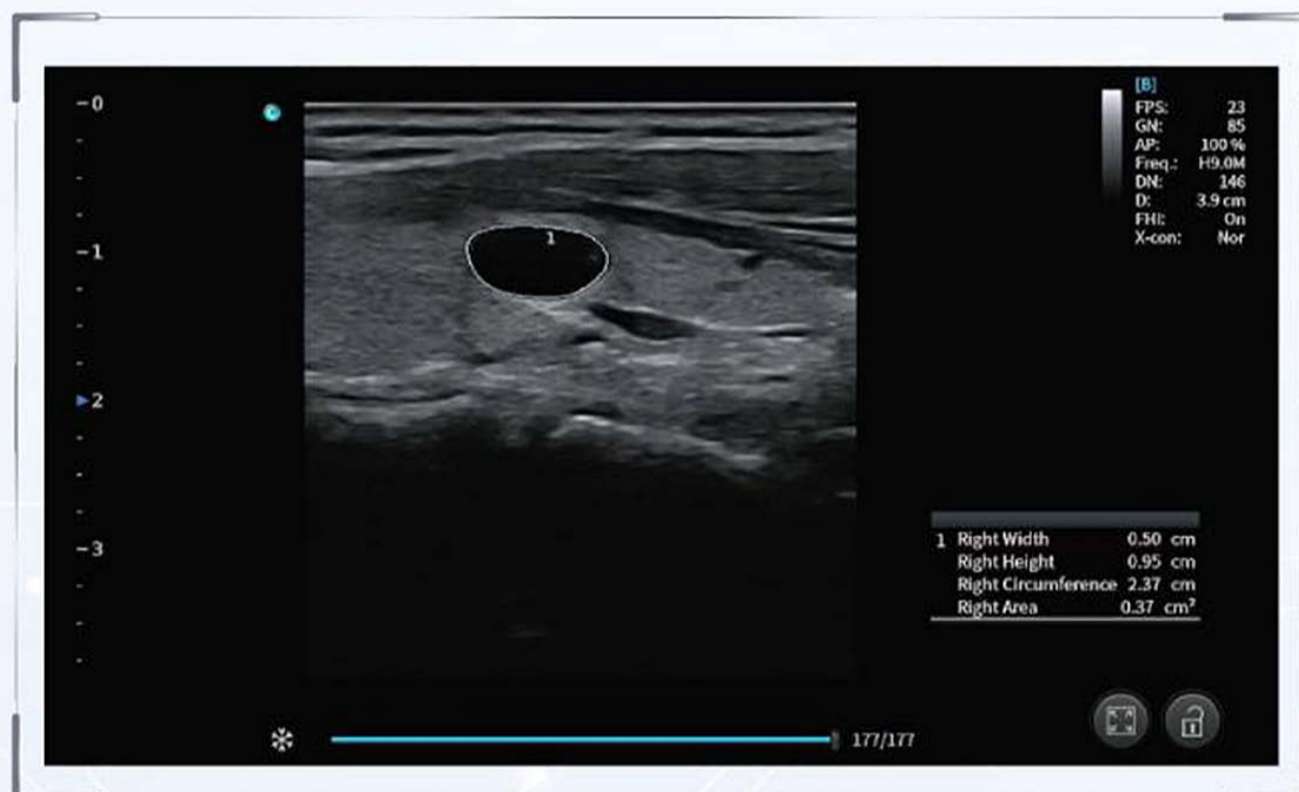 0
1
2
3
1
[B]
FPS: 23
GN: 85
AP: 100 %
Freq.: H9.0M
DN: 146
D: 3.9 cm
FHI: On
X-con: Nor
1 Right Width 0.50 cm
Right Height 0.95 cm
Right Circumference 2.37 cm
Right Area 0.37 cm²
177/177